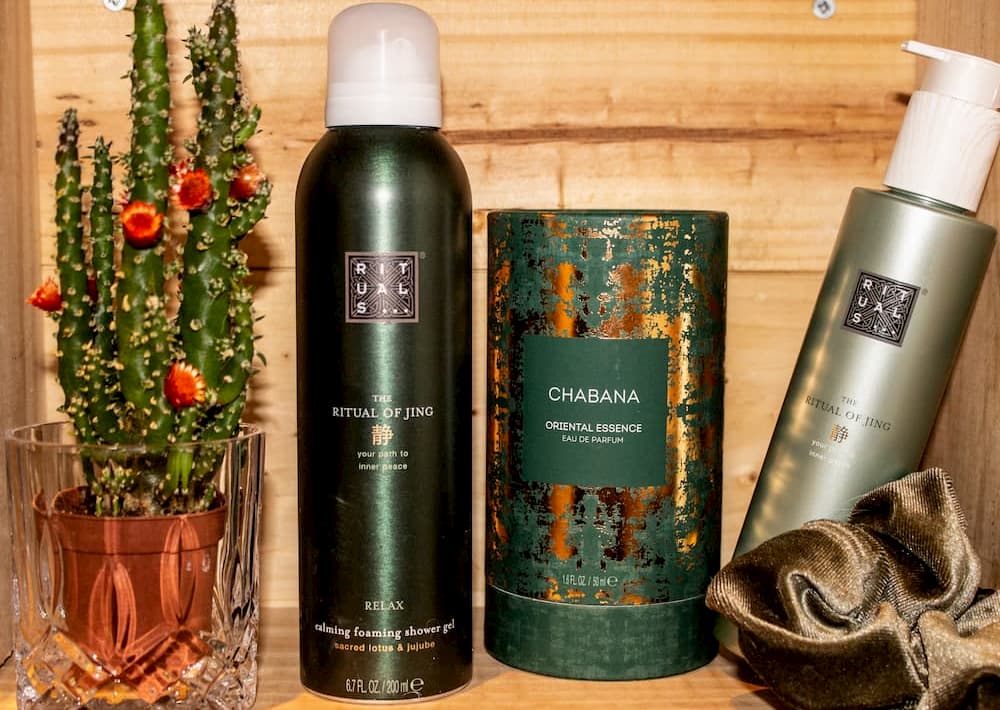 RIT
UAL
S...
®
THE
RITUAL OF JING
静
your path to
inner peace
RELAX
calming foaming shower gel
sacred lotus & jujube
6.7 FL. OZ. / 200 ml ℮
CHABANA
ORIENTAL ESSENCE
EAU DE PARFUM
1.6 FL OZ. / 50 ml ℮
RIT
UAL
S...
THE
RITUAL OF JING
静
your
inner